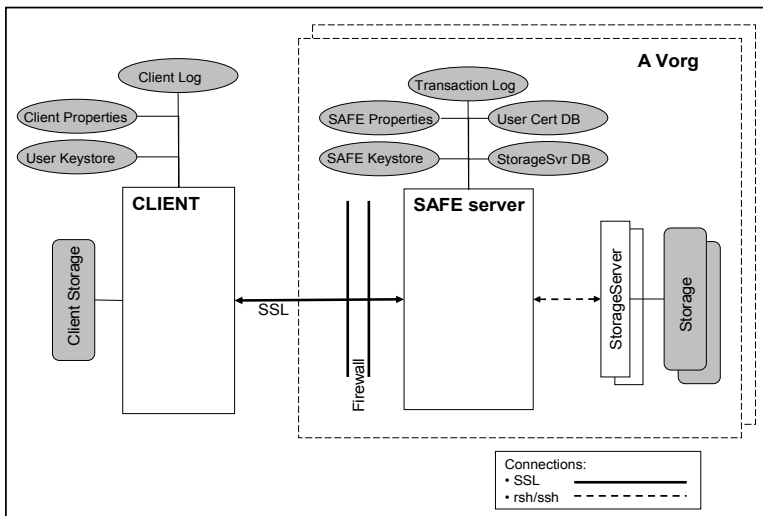 A Vorg
Client Log
Transaction Log
Client Properties
SAFE Properties
User Cert DB
User Keystore
SAFE Keystore
StorageSvr DB
CLIENT
SAFE server
Client Storage
SSL
Firewall
StorageServer
Storage
Connections:
• SSL
• rsh/ssh